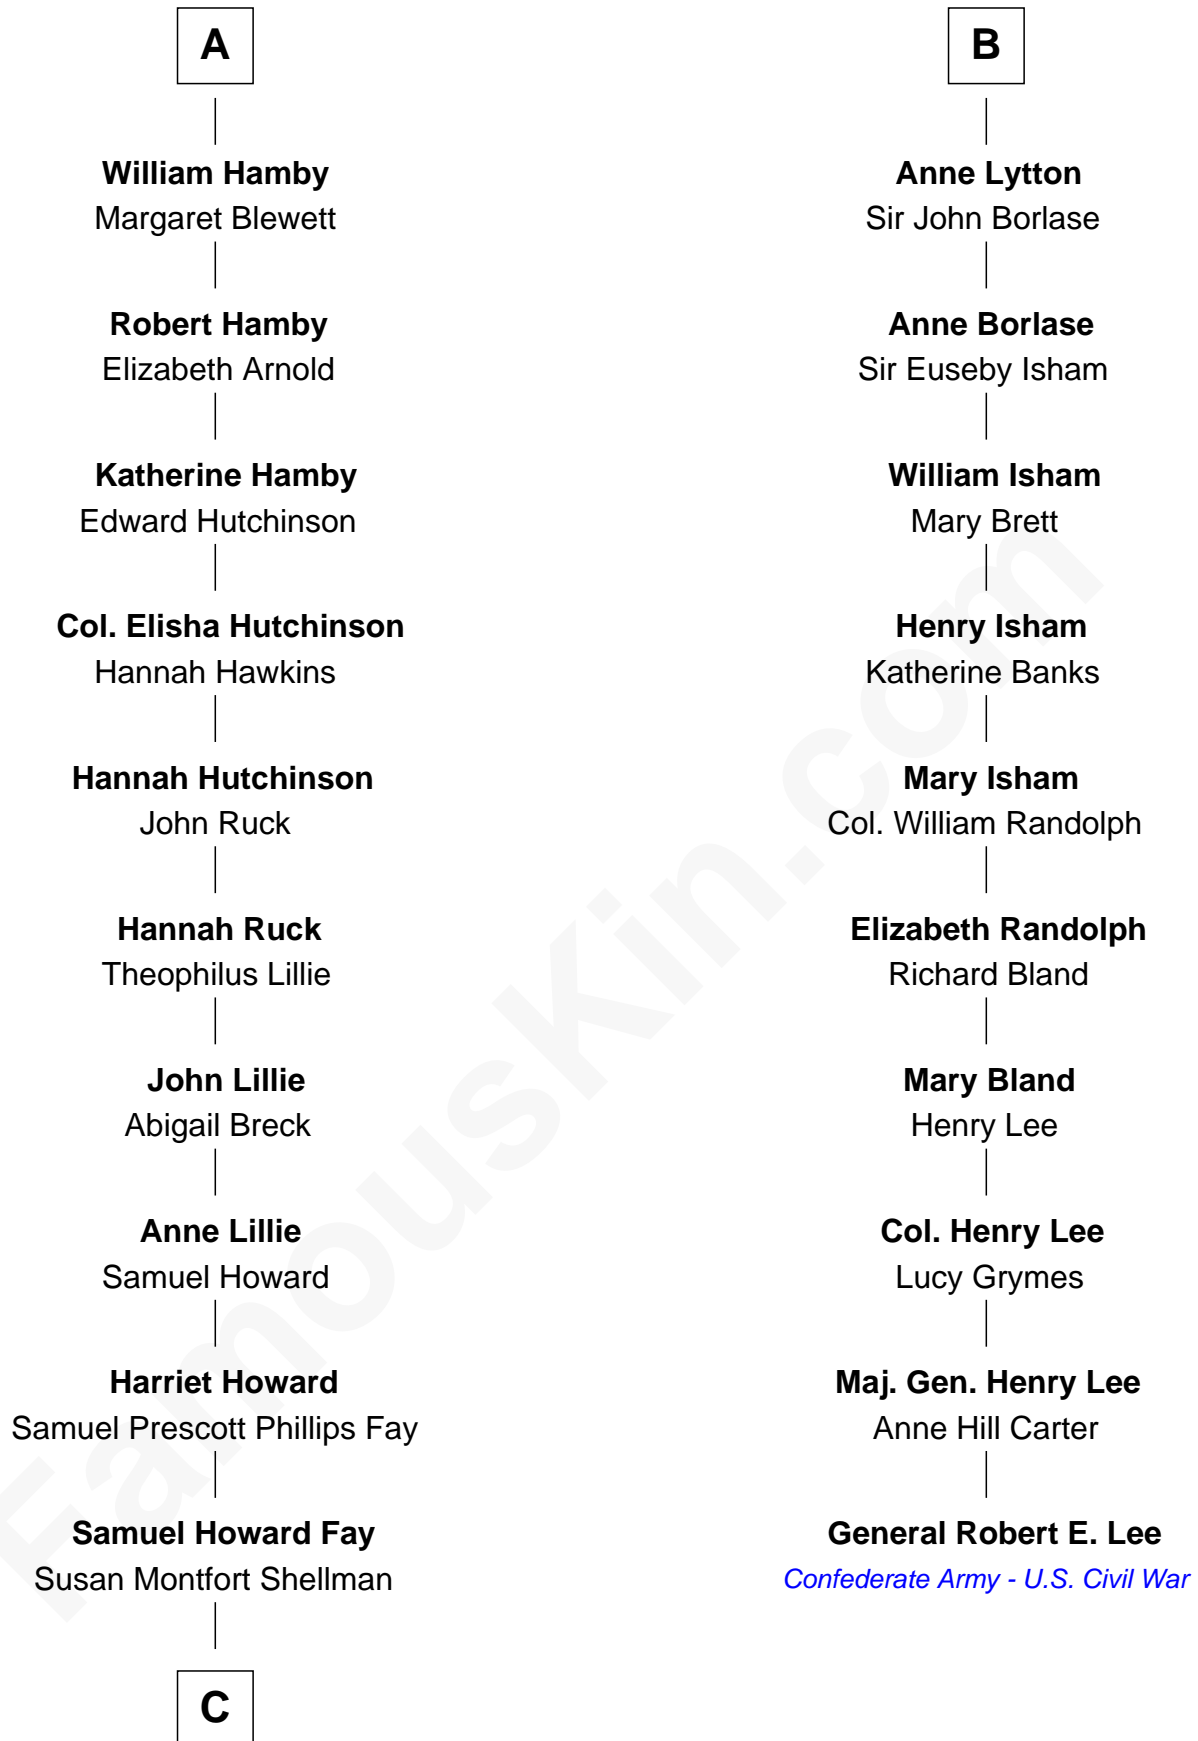 A
William Hamby
Margaret Blewett
Robert Hamby
Elizabeth Arnold
Katherine Hamby
Edward Hutchinson
Col. Elisha Hutchinson
Hannah Hawkins
Hannah Hutchinson
John Ruck
Hannah Ruck
Theophilus Lillie
John Lillie
Abigail Breck
Anne Lillie
Samuel Howard
Harriet Howard
Samuel Prescott Phillips Fay
Samuel Howard Fay
Susan Montfort Shellman
C
B
Anne Lytton
Sir John Borlase
Anne Borlase
Sir Euseby Isham
William Isham
Mary Brett
Henry Isham
Katherine Banks
Mary Isham
Col. William Randolph
Elizabeth Randolph
Richard Bland
Mary Bland
Henry Lee
Col. Henry Lee
Lucy Grymes
Maj. Gen. Henry Lee
Anne Hill Carter
General Robert E. Lee
Confederate Army - U.S. Civil War
FamousKin.com